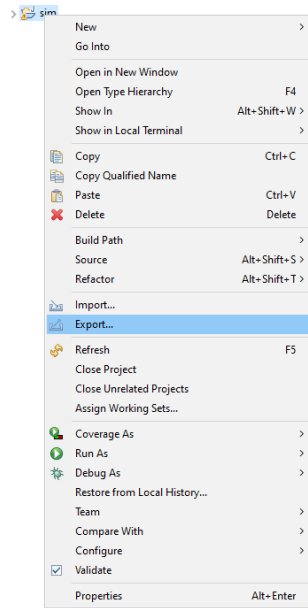 sim
New
Go Into
Open in New Window
Open Type Hierarchy F4
Show In Alt+Shift+W
Show in Local Terminal
Copy Ctrl+C
Copy Qualified Name
Paste Ctrl+V
Delete Delete
Build Path
Source Alt+Shift+S
Refactor Alt+Shift+T
Import...
Export...
Refresh F5
Close Project
Close Unrelated Projects
Assign Working Sets...
Coverage As
Run As
Debug As
Restore from Local History...
Team
Compare With
Configure
Validate
Properties Alt+Enter